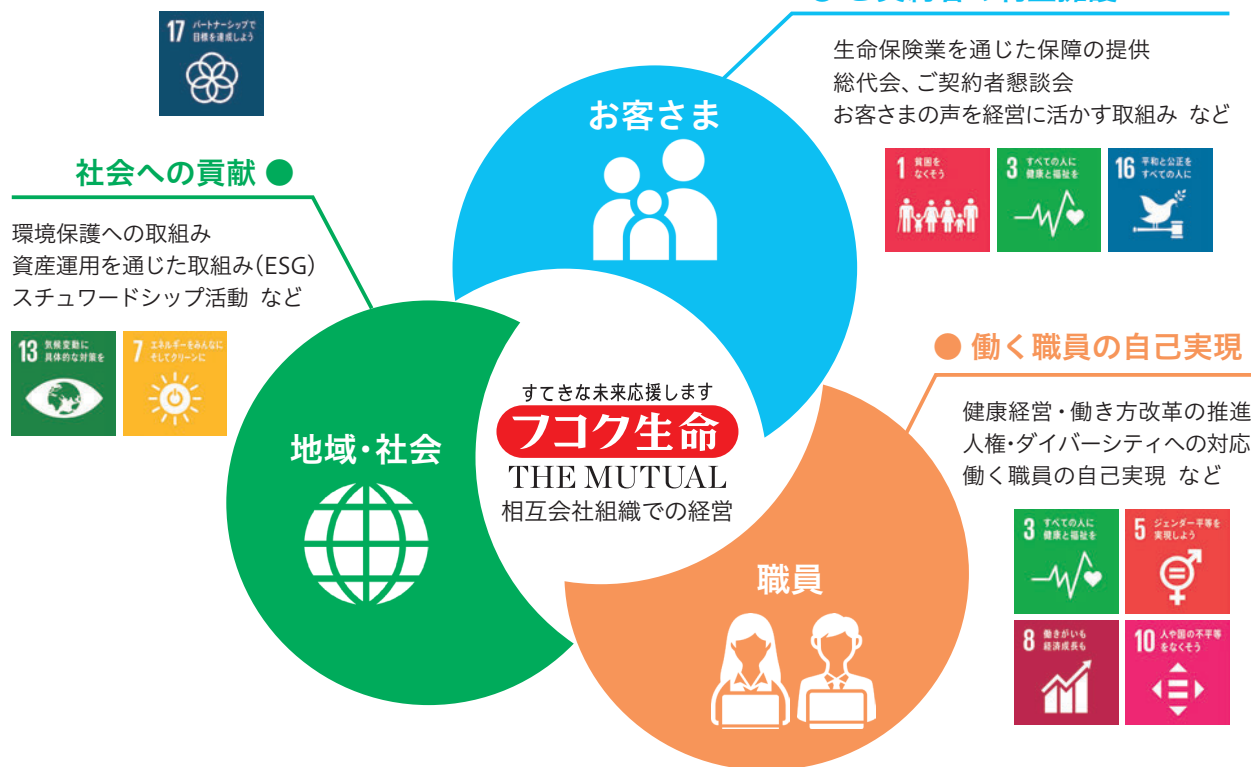 17 パートナーシップで
目標を達成しよう
生命保険業を通じた保障の提供
総代会、ご契約者懇談会
お客さまの声を経営に活かす取組み など
1 貧困を
なくそう
3 すべての人に
健康と福祉を
16 平和と公正を
すべての人に
お客さま
社会への貢献 ●
環境保護への取組み
資産運用を通じた取組み(ESG)
スチュワードシップ活動 など
13 気候変動に
具体的な対策を
7 エネルギーをみんなに
そしてクリーンに
地域・社会
すてきな未来応援します
フコク生命
THE MUTUAL
相互会社組織での経営
● 働く職員の自己実現
健康経営・働き方改革の推進
人権・ダイバーシティへの対応
働く職員の自己実現 など
3 すべての人に
健康と福祉を
5 ジェンダー平等を
実現しよう
8 働きがいも
経済成長も
10 人や国の不平等
をなくそう
職員